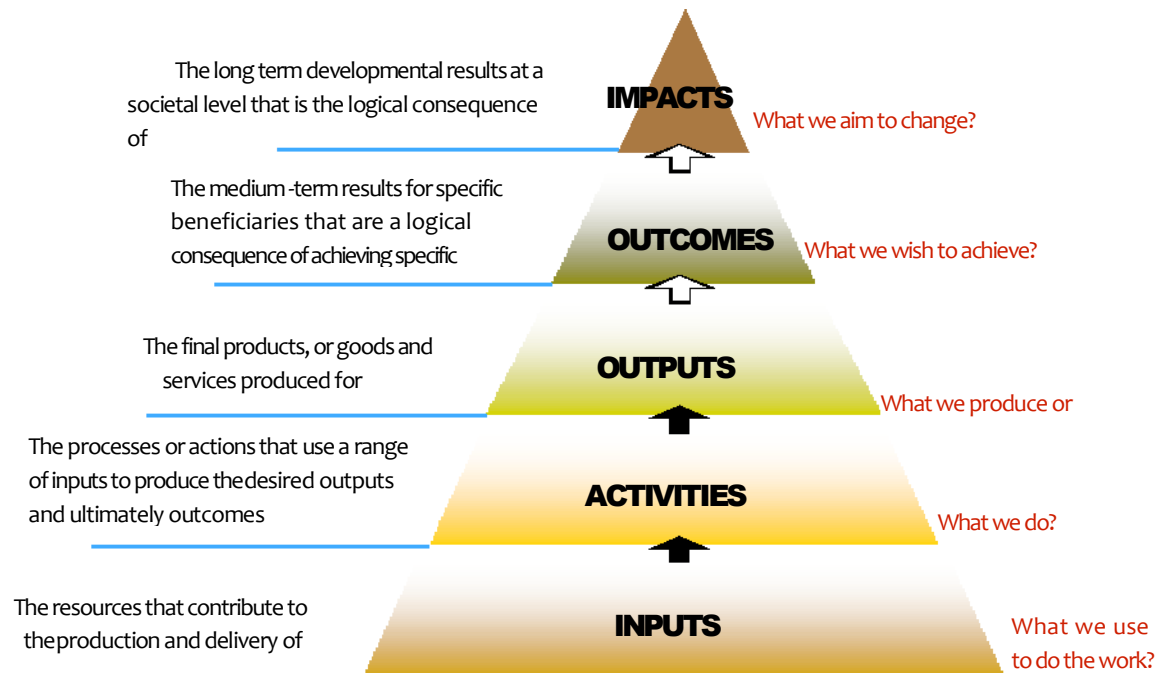 The long term developmental results at a
societal level that is the logical consequence
of
IMPACTS
What we aim to change?
The medium -term results for specific
beneficiaries that are a logical
consequence of achieving specific
OUTCOMES
What we wish to achieve?
The final products, or goods and
services produced for
OUTPUTS
What we produce or
The processes or actions that use a range
of inputs to produce the desired outputs
and ultimately outcomes
ACTIVITIES
What we do?
The resources that contribute to
the production and delivery of
INPUTS
What we use
to do the work?